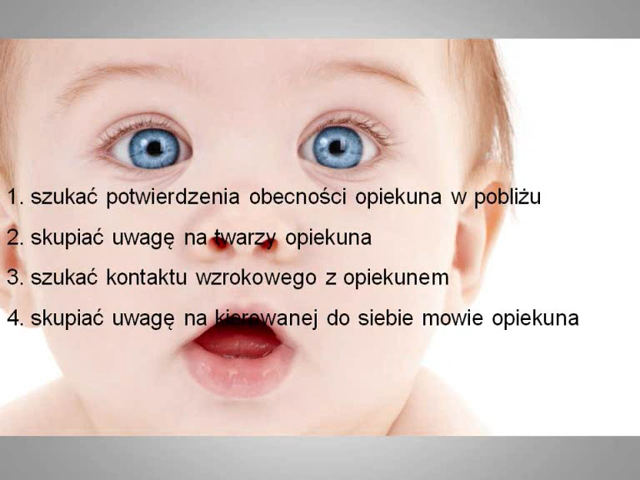 1. szukać potwierdzenia obecności opiekuna w pobliżu
2. skupiać uwagę na twarzy opiekuna
3. szukać kontaktu wzrokowego z opiekunem
4. skupiać uwagę na kierowanej do siebie mowie opiekuna